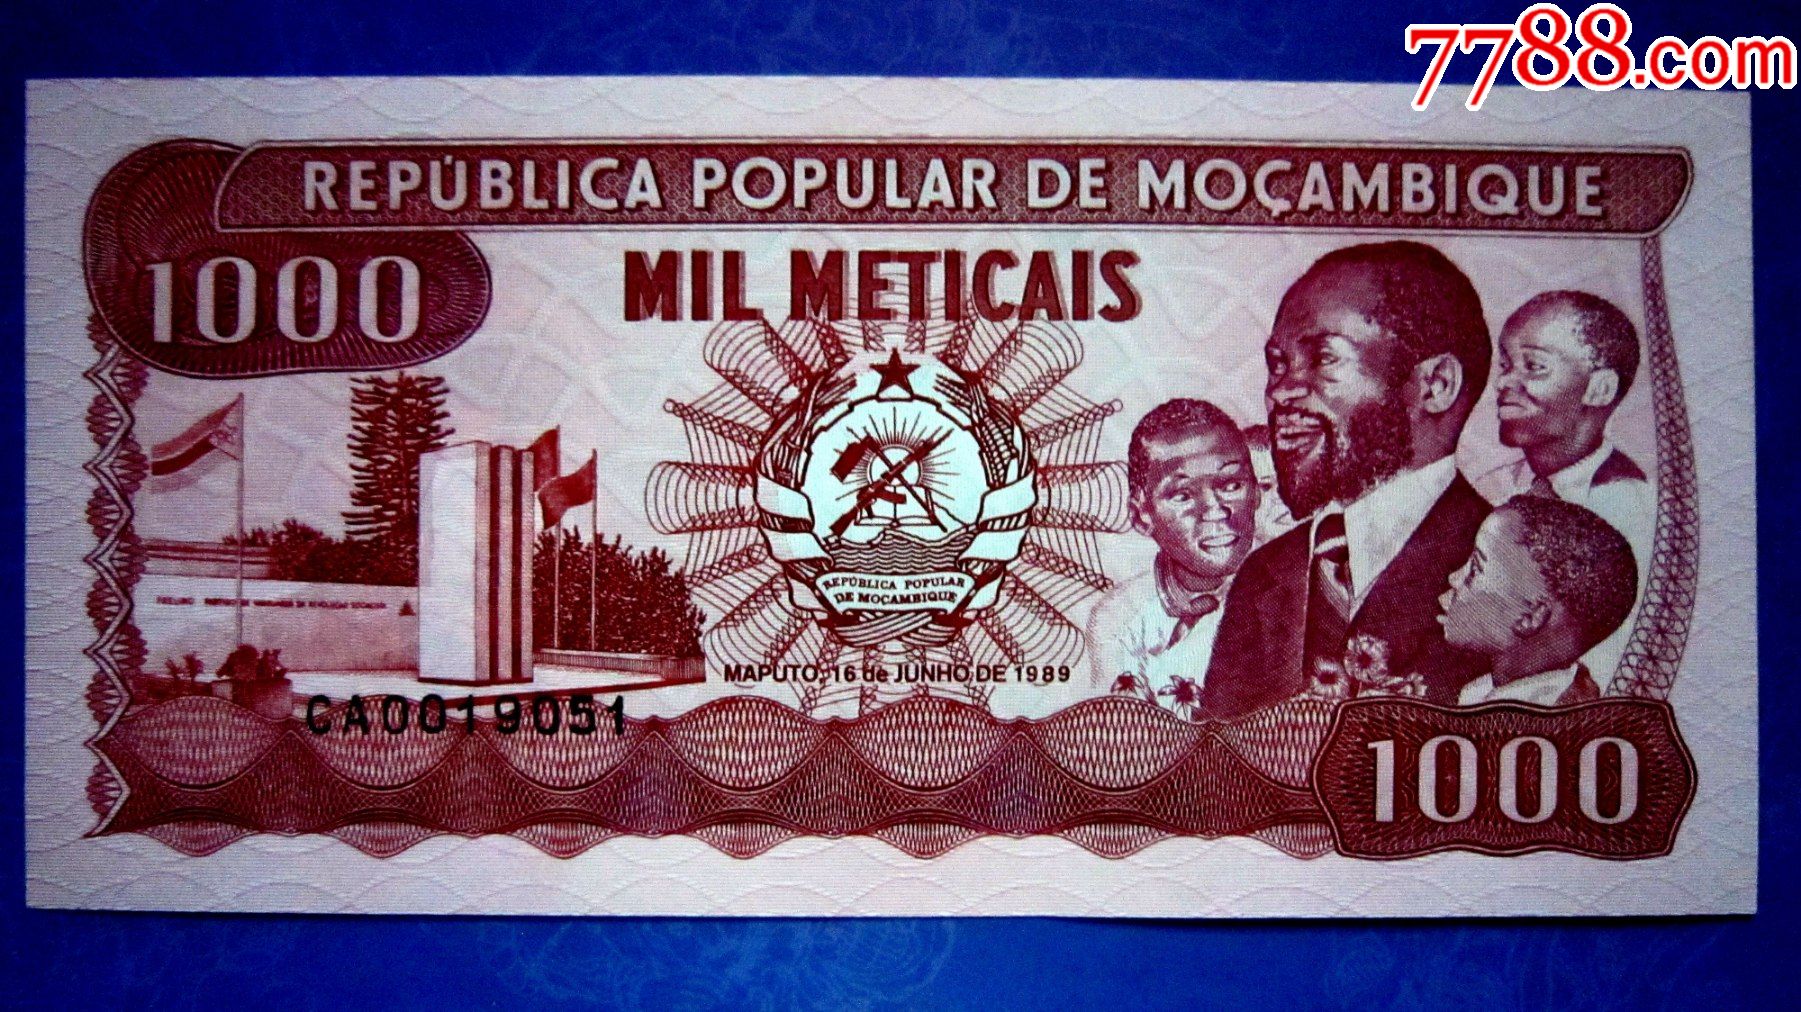 7788.com
REPÚBLICA POPULAR DE MOÇAMBIQUE
1000
MIL METICAIS
REPÚBLICA POPULAR
DE MOÇAMBIQUE
MAPUTO, 16 de JUNHO DE 1989
CA0019051
1000